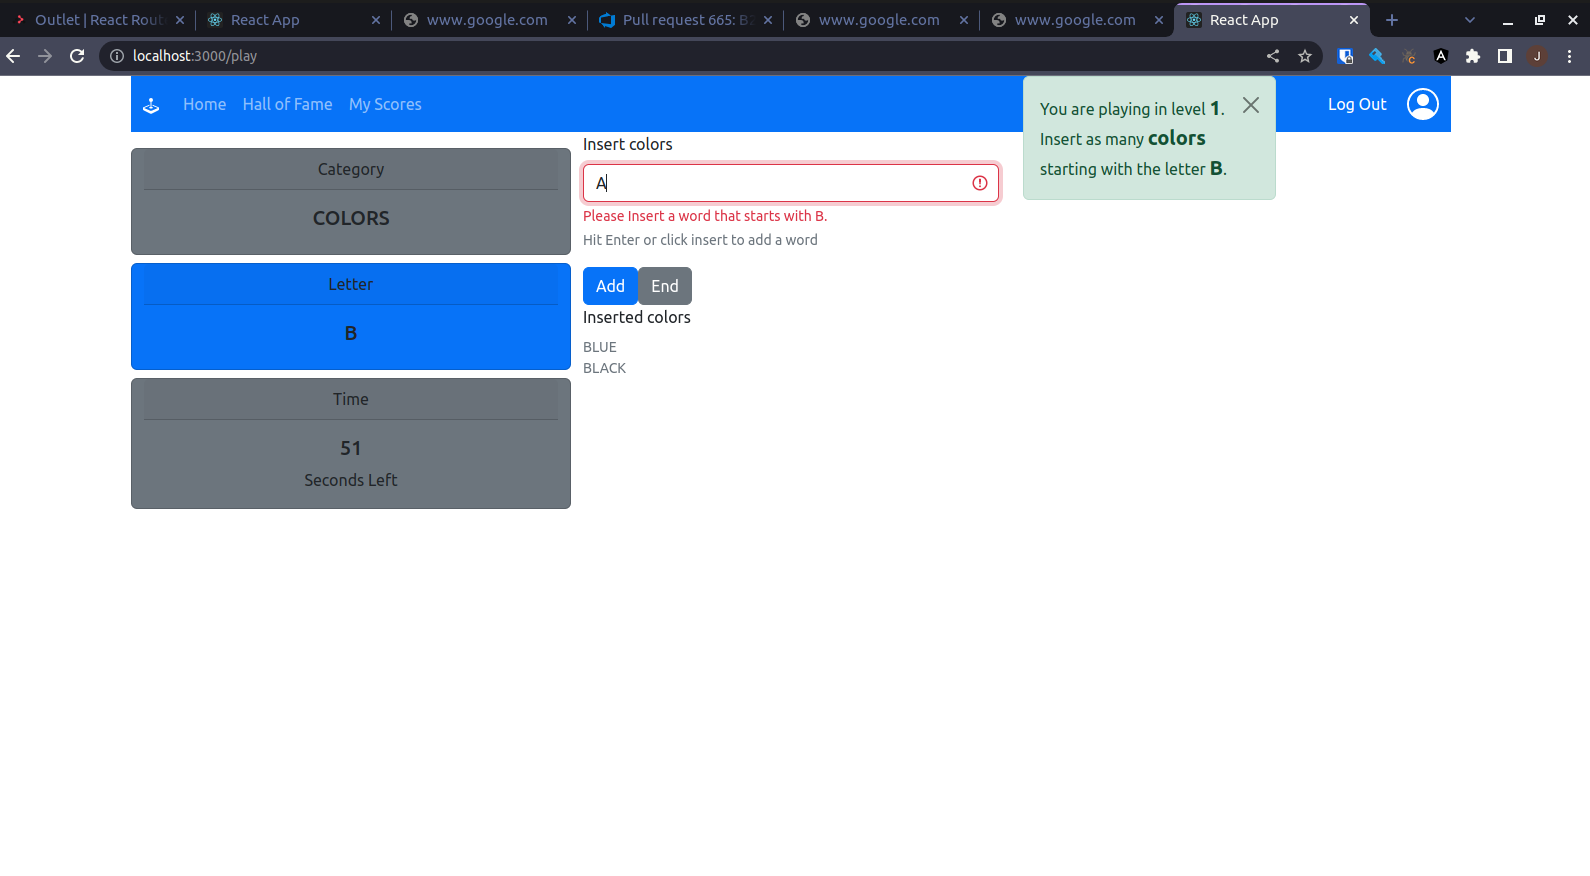 Outlet | React Rout
React App
www.google.com
Pull request 665: B2
www.google.com
www.google.com
React App
localhost:3000/play
A
C
J
Home
Hall of Fame
My Scores
Log Out
You are playing in level 1.
Insert as many colors
starting with the letter B.
Category
COLORS
Letter
B
Time
51
Seconds Left
Insert colors
A
Please Insert a word that starts with B.
Hit Enter or click insert to add a word
Add End
Inserted colors
BLUE
BLACK